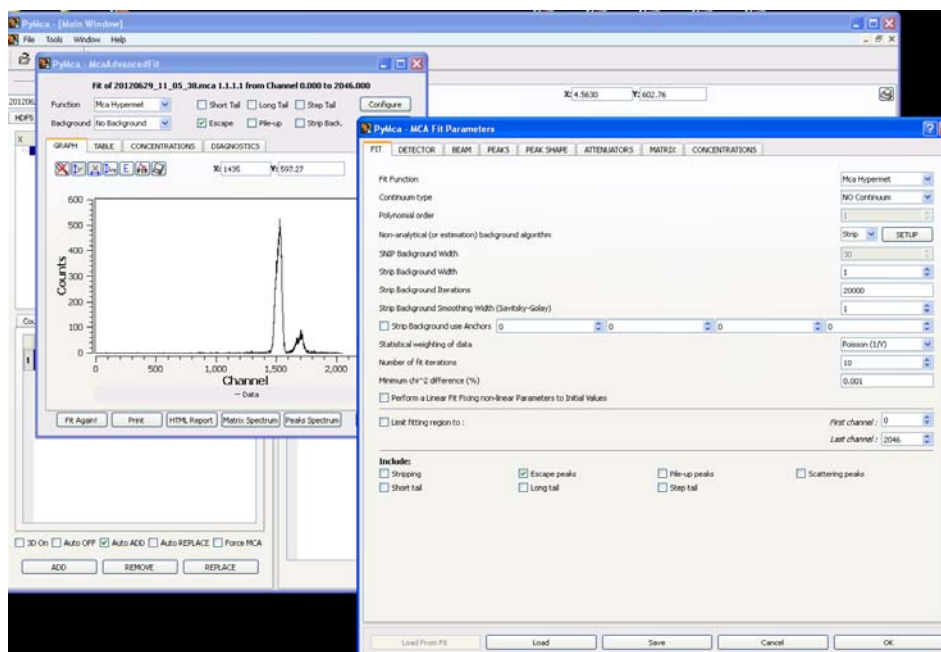 PyMca - [Main Window]
File Tools Window Help
X: 4.5630 Y: 602.76
HDF5
X
1
3D On Auto OFF Auto ADD Auto REPLACE Force MCA
ADD REMOVE REPLACE
PyMca - McaAdvancedFit
Fit of 20120629_11_05_38.mca 1.1.1.1 from Channel 0.000 to 2046.000
Function Mca Hypermet Short Tail Long Tail Step Tail Configure
Background No Background Escape Pile-up Strip Back.
GRAPH TABLE CONCENTRATIONS DIAGNOSTICS
X: 1435 Y: 597.27
600
500
400
300
200
100
0
Counts
0 500 1,000 1,500 2,000
Channel
— Data
Fit Again! Print HTML Report Matrix Spectrum Peaks Spectrum
PyMca - MCA Fit Parameters
FIT DETECTOR BEAM PEAKS PEAK SHAPE ATTENUATORS MATRIX CONCENTRATIONS
Fit Function Mca Hypermet
Continuum type NO Continuum
Polynomial order 1
Non-analytical (or estimation) background algorithm Strip SETUP
SNIP Background Width 30
Strip Background Width 1
Strip Background Iterations 20000
Strip Background Smoothing Width (Savitsky-Golay) 1
Strip Background use Anchors 0 0 0 0
Statistical weighting of data Poisson (1/Y)
Number of fit iterations 10
Minimum chi^2 difference (%) 0.001
Perform a Linear Fit Fixing non-linear Parameters to Initial Values
Limit fitting region to : First channel : 0
Last channel : 2046
Include:
Stripping Escape peaks Pile-up peaks Scattering peaks
Short tail Long tail Step tail
Load From Fit Load Save Cancel OK